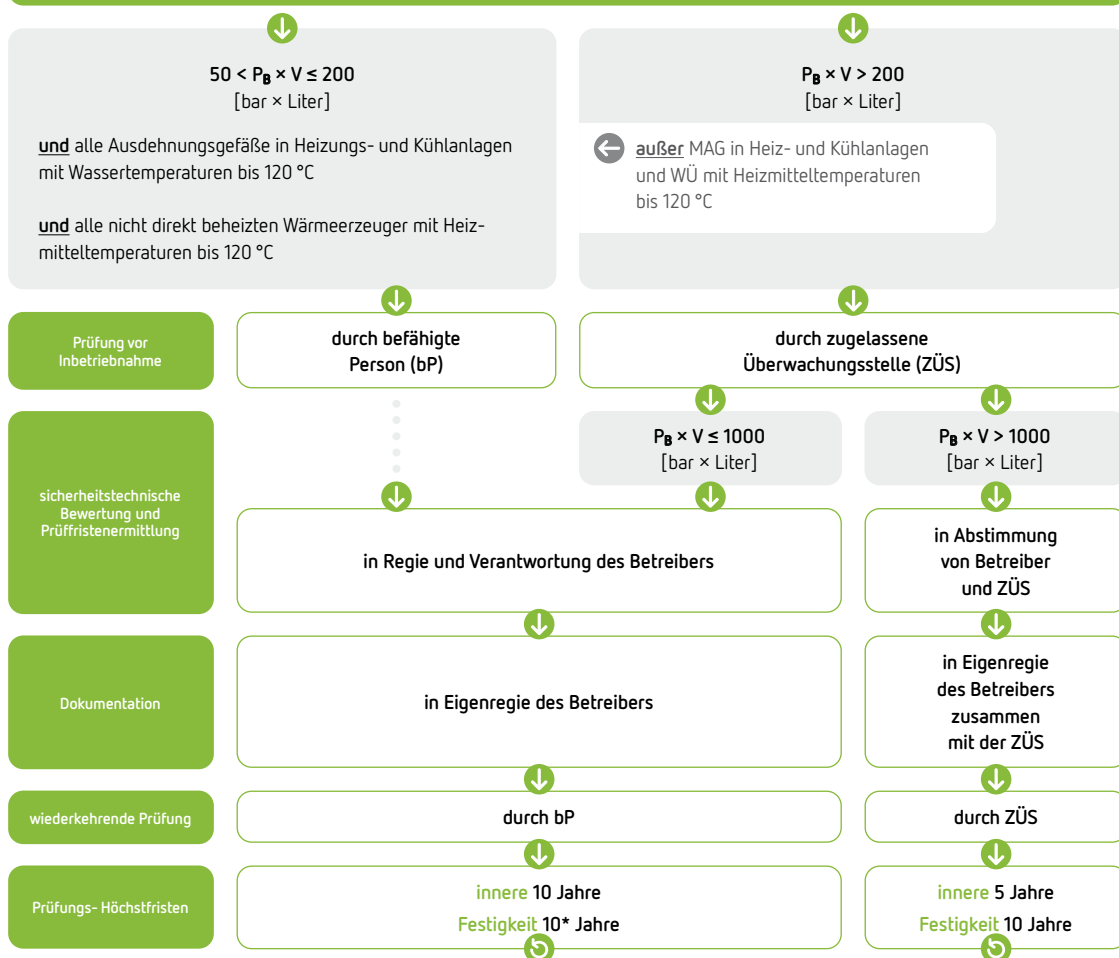 50 < PB × V ≤ 200
[bar × Liter]
und alle Ausdehnungsgefäße in Heizungs- und Kühlanlagen
mit Wassertemperaturen bis 120 °C
und alle nicht direkt beheizten Wärmeerzeuger mit Heiz-
mitteltemperaturen bis 120 °C
PB × V > 200
[bar × Liter]
außer MAG in Heiz- und Kühlanlagen
und WÜ mit Heizmitteltemperaturen
bis 120 °C
Prüfung vor
Inbetriebnahme
durch befähigte
Person (bP)
durch zugelassene
Überwachungsstelle (ZÜS)
PB × V ≤ 1000
[bar × Liter]
PB × V > 1000
[bar × Liter]
sicherheitstechnische
Bewertung und
Prüffristenermittlung
in Regie und Verantwortung des Betreibers
in Abstimmung
von Betreiber
und ZÜS
Dokumentation
in Eigenregie des Betreibers
in Eigenregie
des Betreibers
zusammen
mit der ZÜS
wiederkehrende Prüfung
durch bP
durch ZÜS
Prüfungs- Höchstfristen
innere 10 Jahre
Festigkeit 10* Jahre
innere 5 Jahre
Festigkeit 10 Jahre